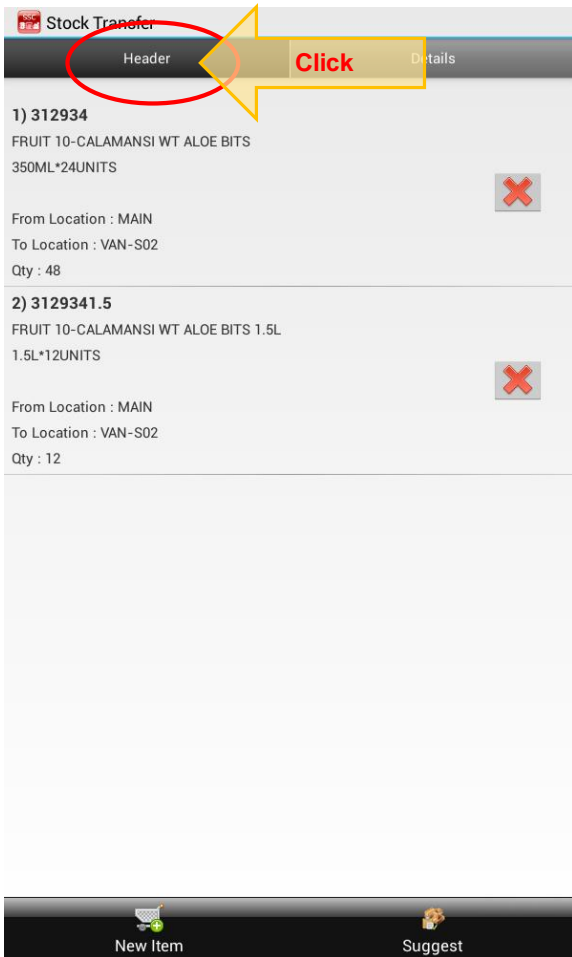 SSC
Stock Transfer
Header
Click
Details
1) 312934
FRUIT 10-CALAMANSI WT ALOE BITS
350ML*24UNITS
From Location : MAIN
To Location : VAN-S02
Qty : 48
2) 3129341.5
FRUIT 10-CALAMANSI WT ALOE BITS 1.5L
1.5L*12UNITS
From Location : MAIN
To Location : VAN-S02
Qty : 12
New Item
Suggest